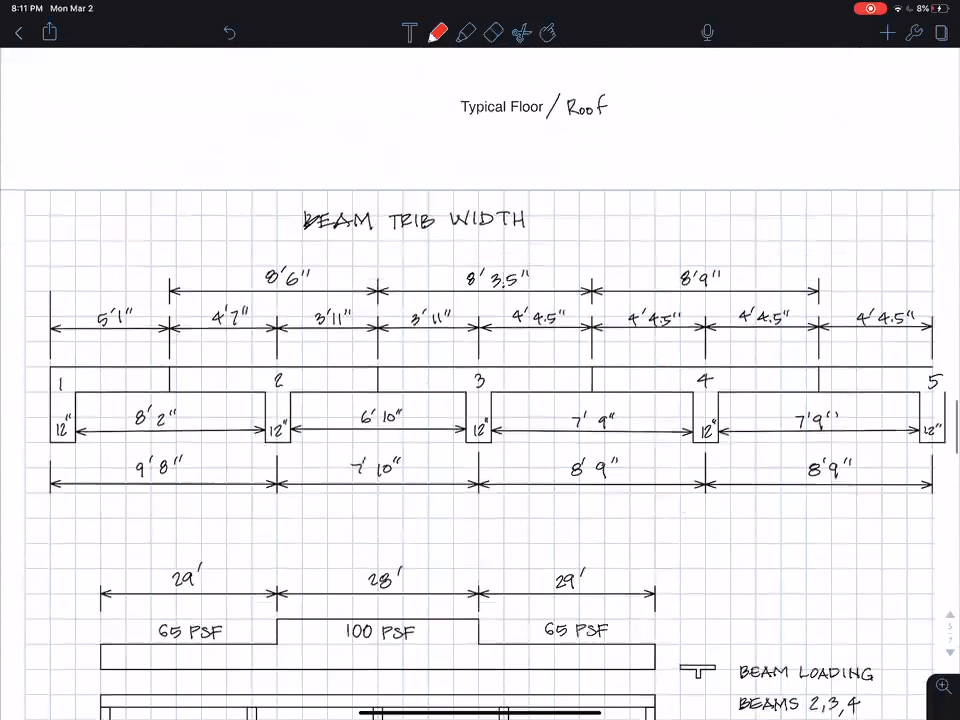 8:11 PM Mon Mar 2
8%
Typical Floor / Roof
BEAM TRIB WIDTH
8'6" 8' 3.5" 8'9"
5'1" 4'7" 3'11" 3'11" 4'4.5" 4'4.5" 4'4.5" 4'4.5"
1 2 3 4 5
12" 8'2" 12" 6'10" 12" 7'9" 12" 7'9" 12"
9'8" 7'10" 8'9" 8'9"
29' 28' 29'
65 PSF 100 PSF 65 PSF
BEAM LOADING
BEAMS 2,3,4
5
7